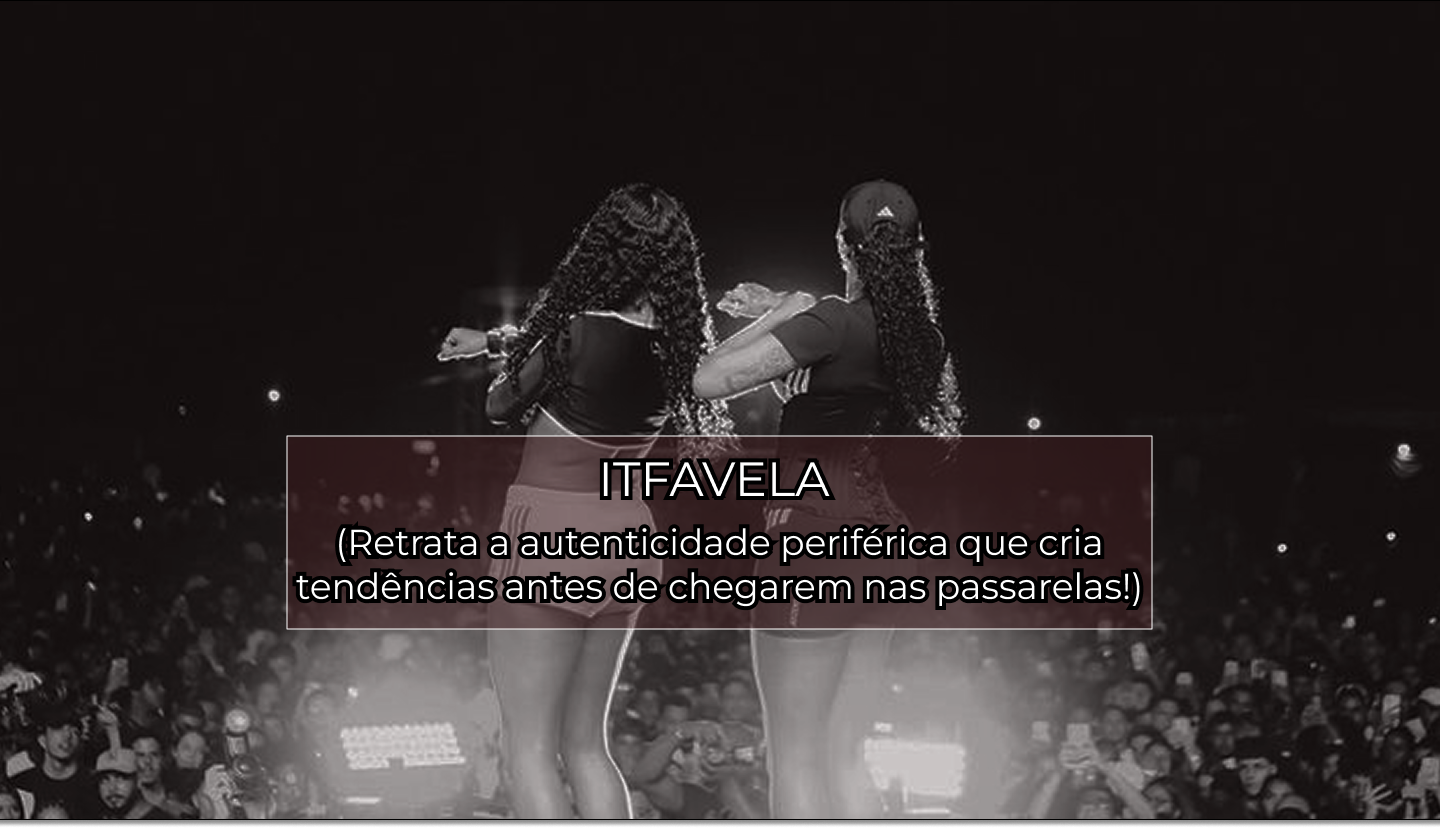 ITFAVELA
(Retrata a autenticidade periférica que cria
tendências antes de chegarem nas passarelas!)